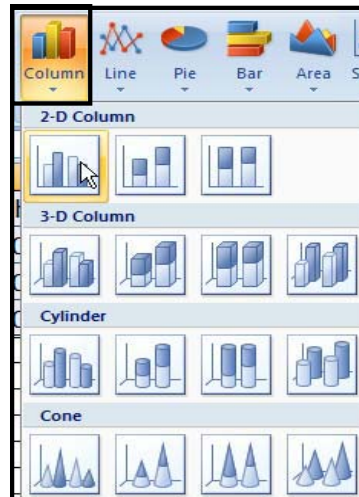 Column Line Pie Bar Area S
2-D Column
3-D Column
Cylinder
Cone